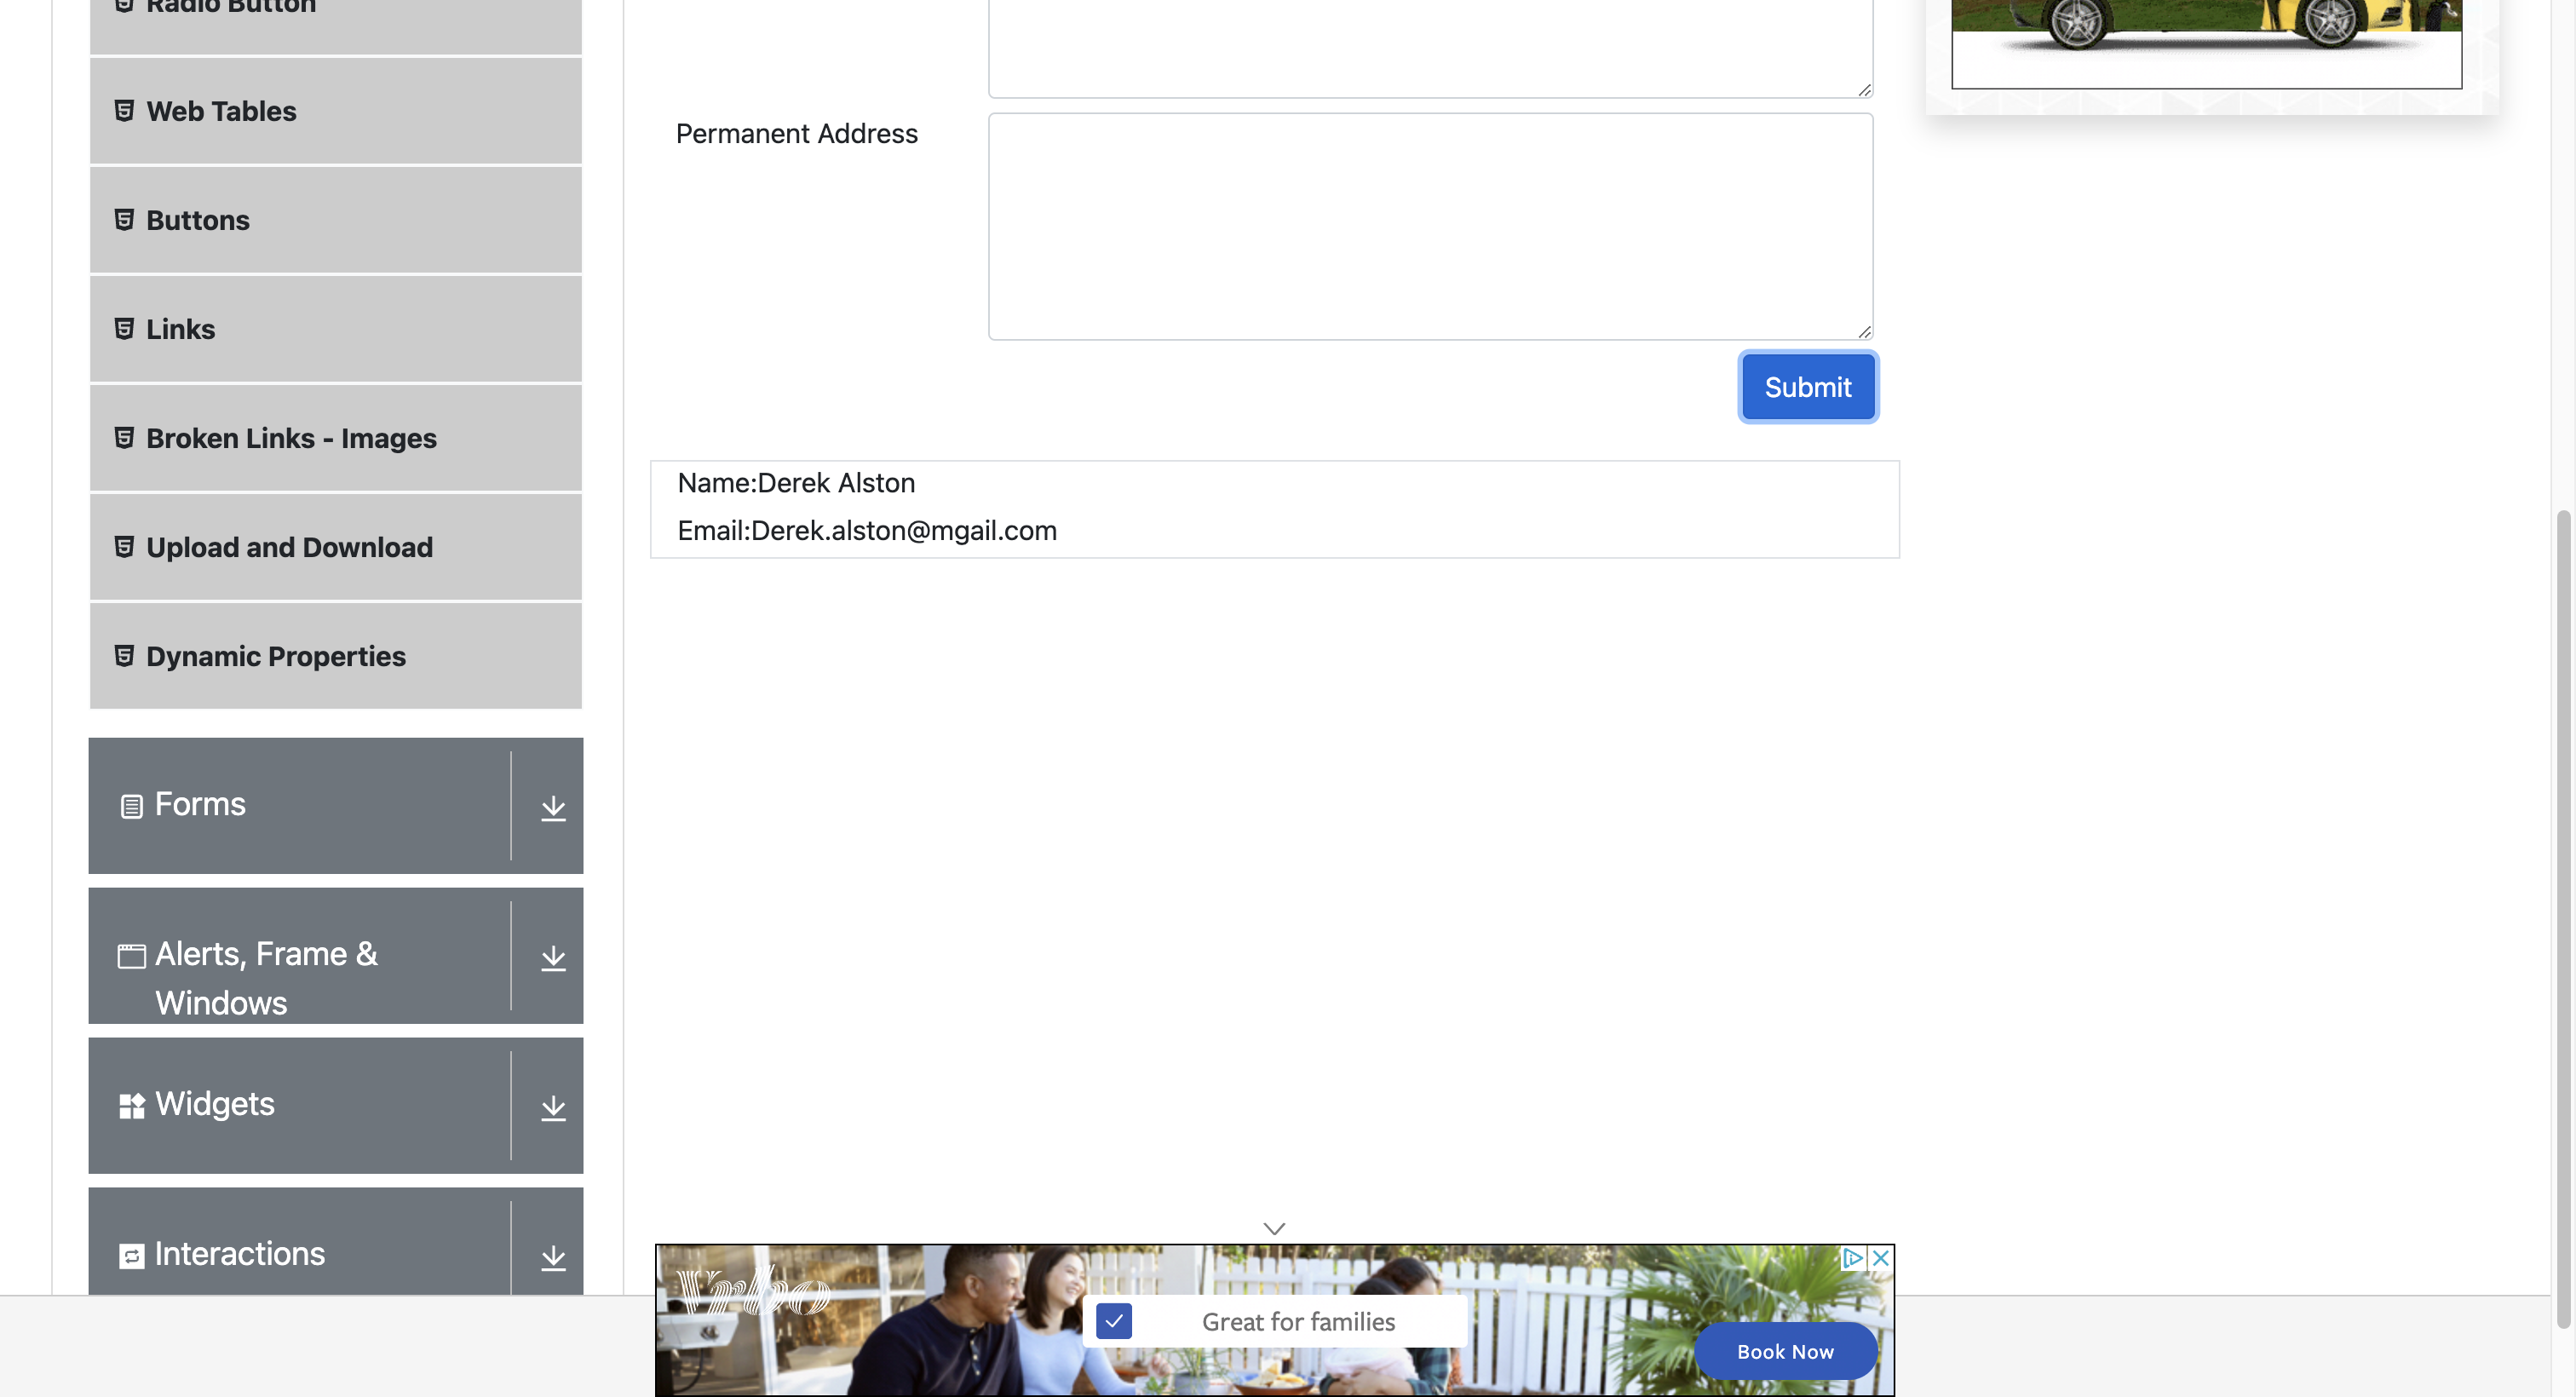 Radio Button
Web Tables
Buttons
Links
Broken Links - Images
Upload and Download
Dynamic Properties
Forms
Alerts, Frame &
Windows
Widgets
Interactions
Permanent Address
Submit
Name:Derek Alston
Email:Derek.alston@mgail.com
Vrbo
Great for families
Book Now